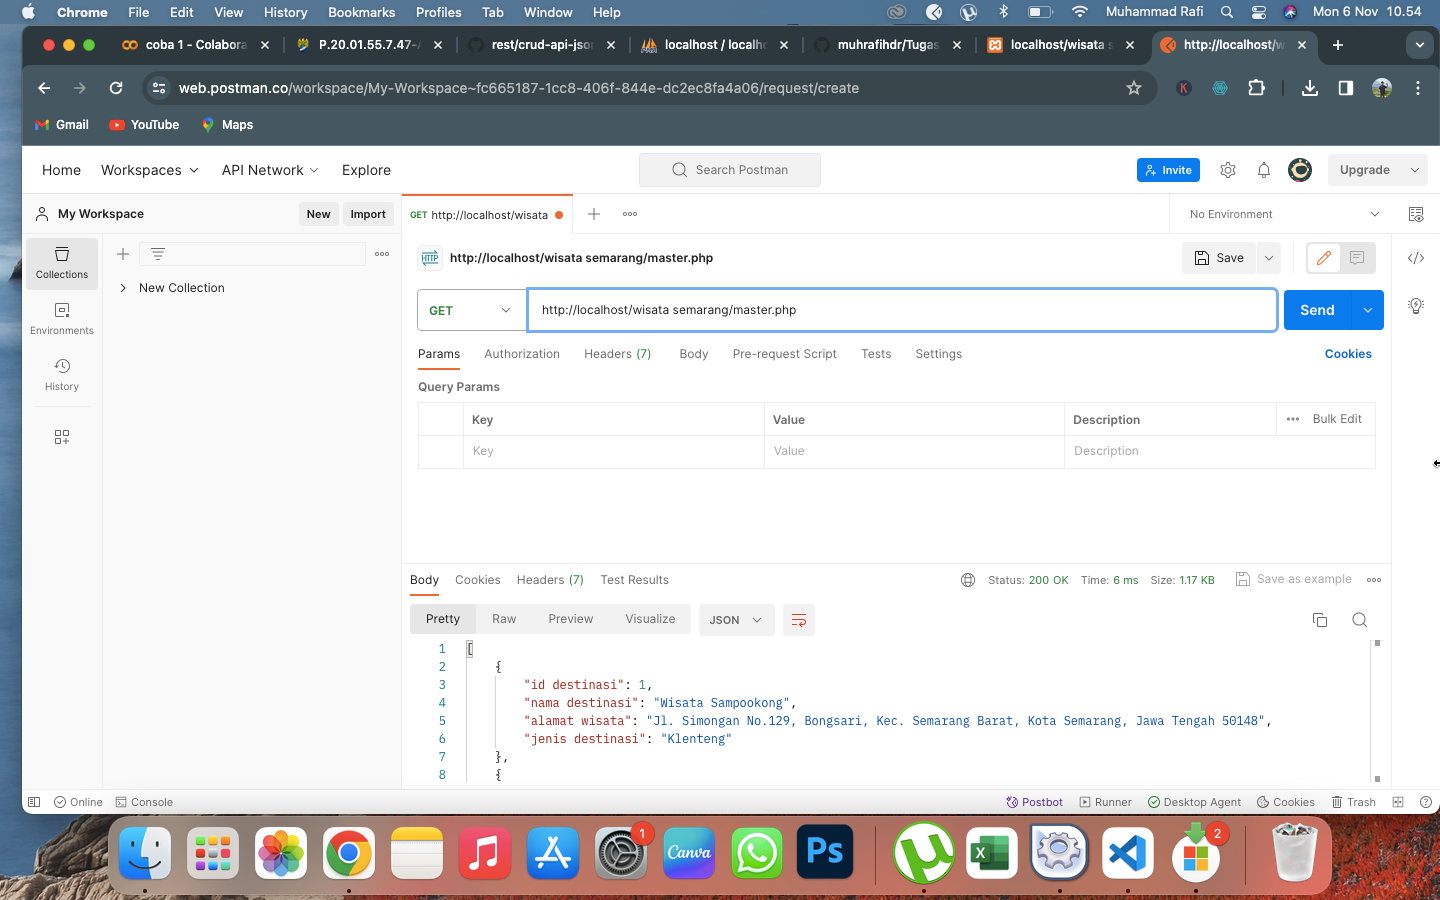 Chrome File Edit View History Bookmarks Profiles Tab Window Help Muhammad Rafi Mon 6 Nov 10.54
coba 1 - Colabora P.20.01.55.7.47- rest/crud-api-jso localhost / localh muhrafihdr/Tugas localhost/wisata s http://localhost/w
web.postman.co/workspace/My-Workspace~fc665187-1cc8-406f-844e-dc2ec8fa4a06/request/create
Gmail YouTube Maps
Home Workspaces API Network Explore Search Postman Invite Upgrade
My Workspace New Import GET http://localhost/wisata No Environment
Collections
Environments
History
New Collection
HTTP http://localhost/wisata semarang/master.php Save
GET http://localhost/wisata semarang/master.php Send
Params Authorization Headers (7) Body Pre-request Script Tests Settings Cookies
Query Params
Key Value Description Bulk Edit
Key Value Description
Body Cookies Headers (7) Test Results Status: 200 OK Time: 6 ms Size: 1.17 KB Save as example
Pretty Raw Preview Visualize JSON
1 [
2 {
3 "id destinasi": 1,
4 "nama destinasi": "Wisata Sampookong",
5 "alamat wisata": "Jl. Simongan No.129, Bongsari, Kec. Semarang Barat, Kota Semarang, Jawa Tengah 50148",
6 "jenis destinasi": "Klenteng"
7 },
8 {
Online Console Postbot Runner Desktop Agent Cookies Trash
1 Canva Ps X 2